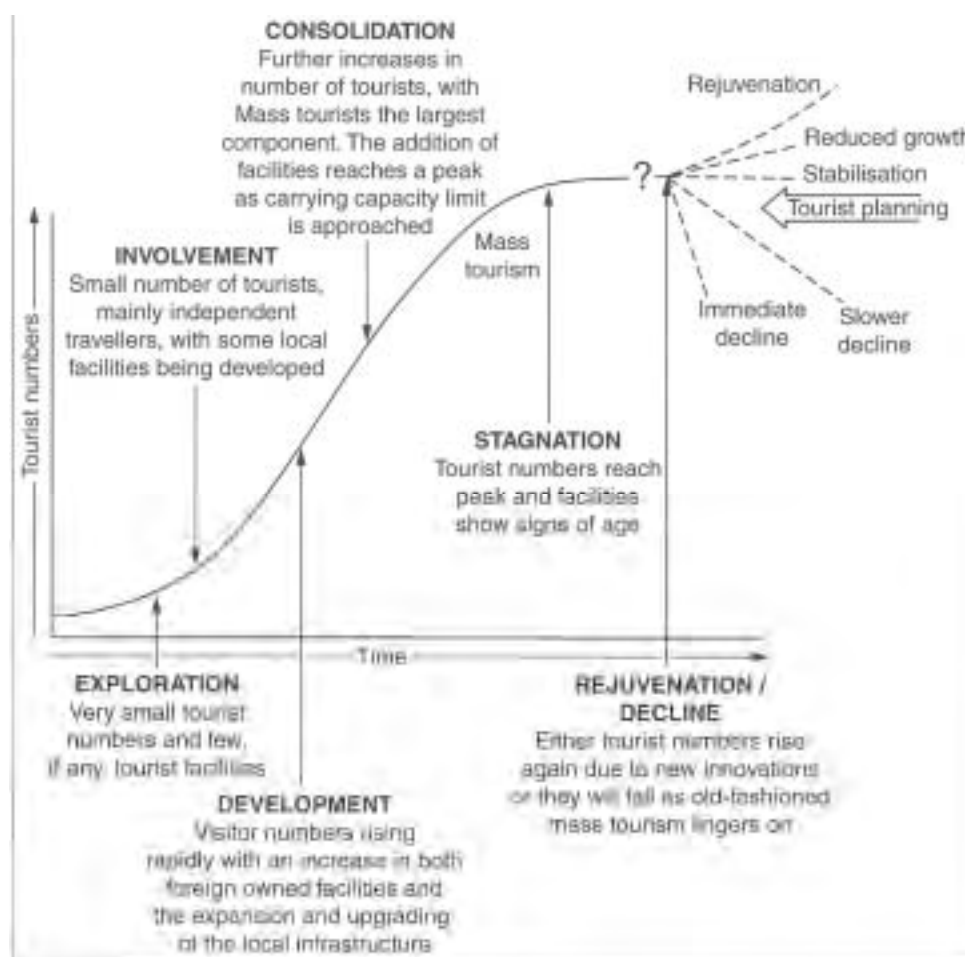 CONSOLIDATION
Further increases in
number of tourists, with
Mass tourists the largest
component. The addition of
facilities reaches a peak
as carrying capacity limit
is approached
Rejuvenation
Reduced growth
Stabilisation
Tourist planning
?
Mass
tourism
Immediate
decline
Slower
decline
INVOLVEMENT
Small number of tourists,
mainly independent
travellers, with some local
facilities being developed
Tourist numbers
STAGNATION
Tourist numbers reach
peak and facilities
show signs of age
Time
EXPLORATION
Very small tourist
numbers and few,
if any, tourist facilities
REJUVENATION /
DECLINE
Either tourist numbers rise
again due to new innovations
or they will fall as old-fashioned
mass tourism lingers on
DEVELOPMENT
Visitor numbers rising
rapidly with an increase in both
foreign owned facilities and
the expansion and upgrading
of the local infrastructure